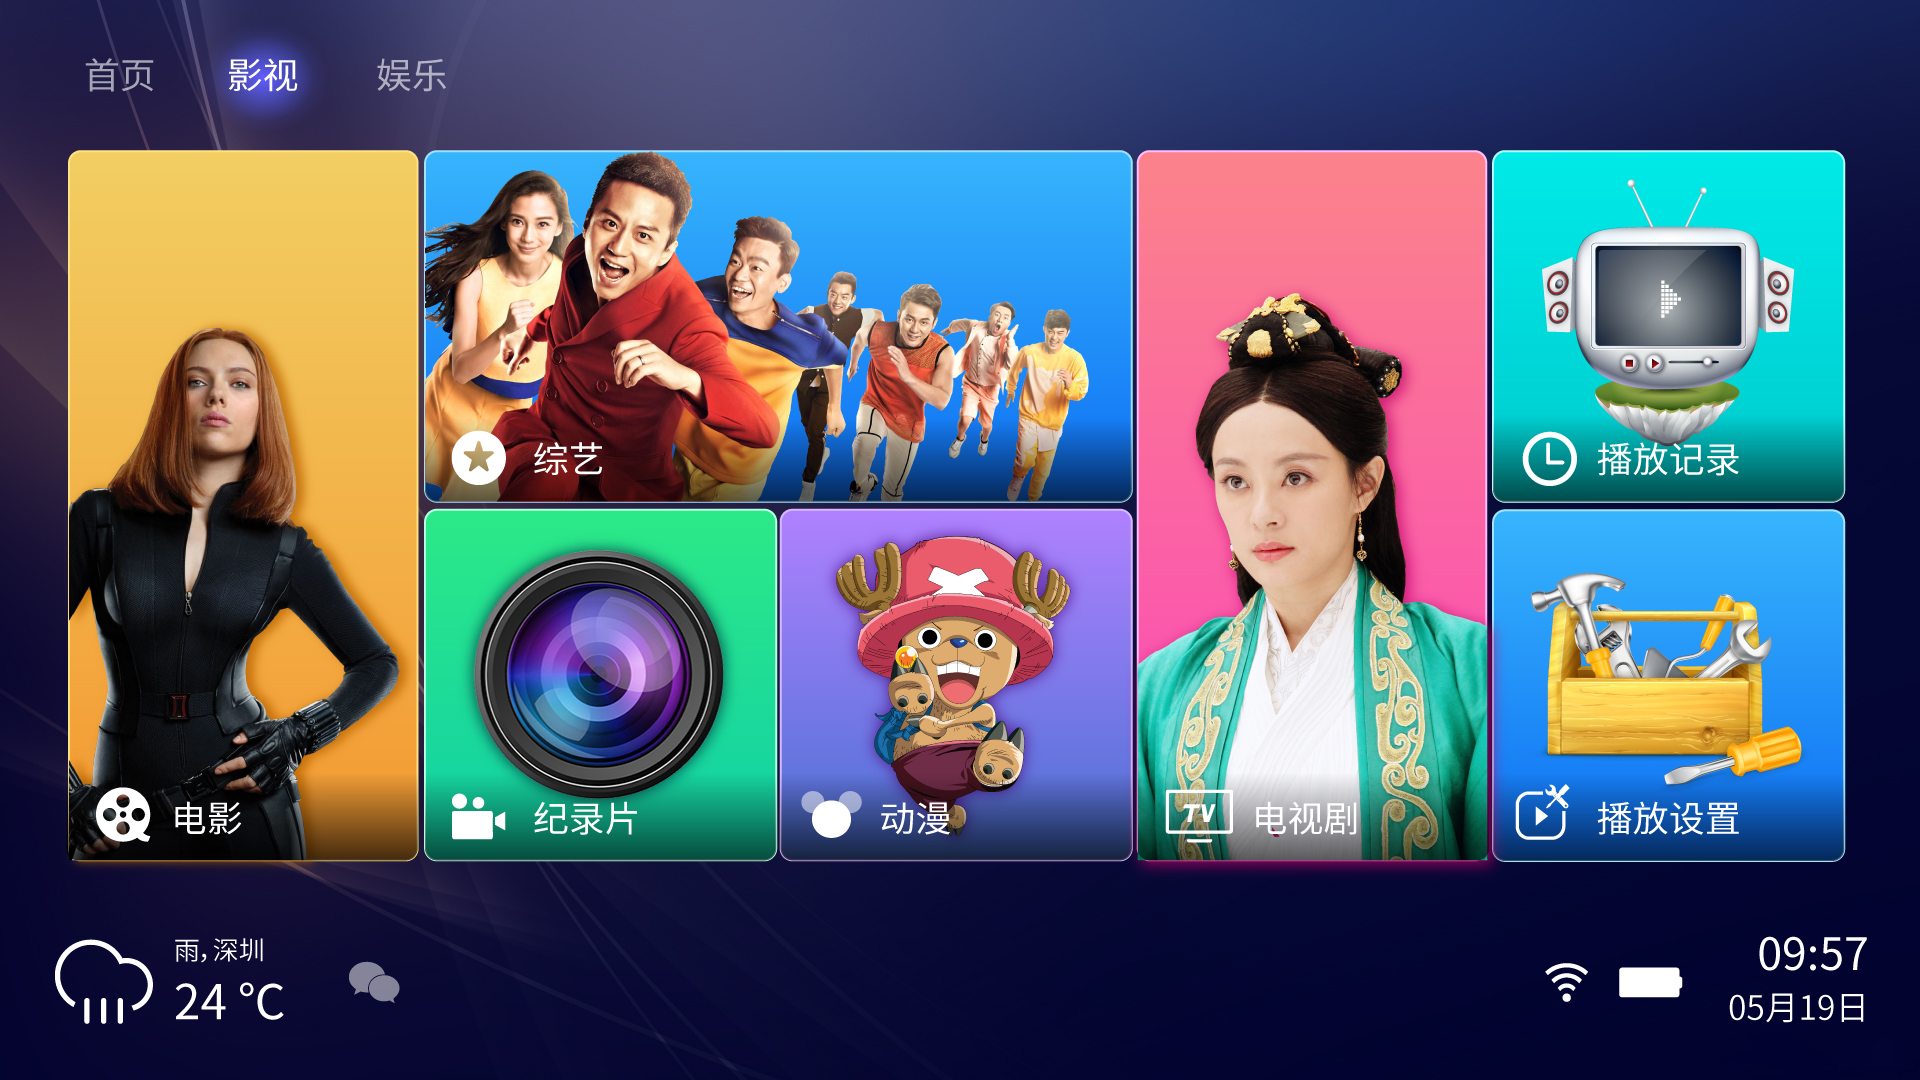 首页
影视
娱乐
综艺
播放记录
电影
纪录片
动漫
TV
电视剧
播放设置
雨,深圳
24 °C
09:57
05月19日